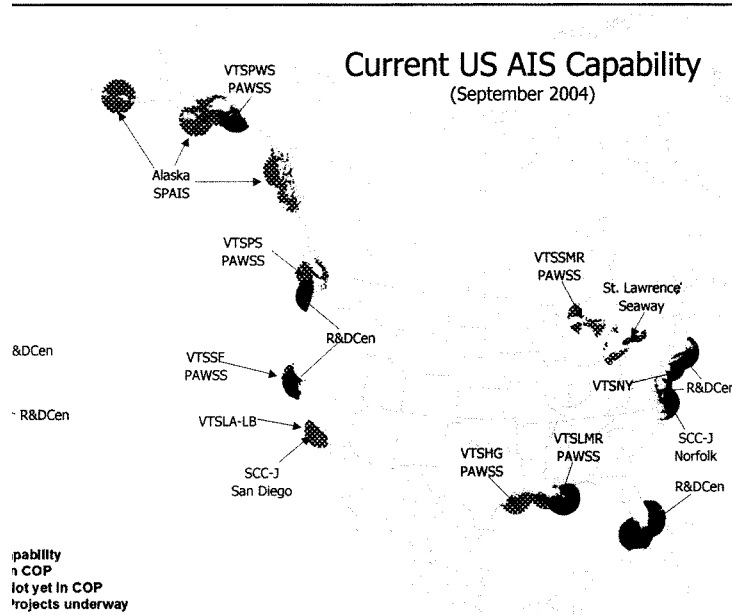 Current US AIS Capability
(September 2004)
VTSPWS
PAWSS
Alaska
SPAIS
VTSPS
PAWSS
VTSSMR
PAWSS
St. Lawrence
Seaway
R&DCen
&DCen
VTSSF
PAWSS
VTSNY
R&DCen
- R&DCen
VTSLA-LB
SCC-J
San Diego
VTSHG
PAWSS
VTSLMR
PAWSS
SCC-J
Norfolk
R&DCen
pability
n COP
lot yet in COP
Projects underway